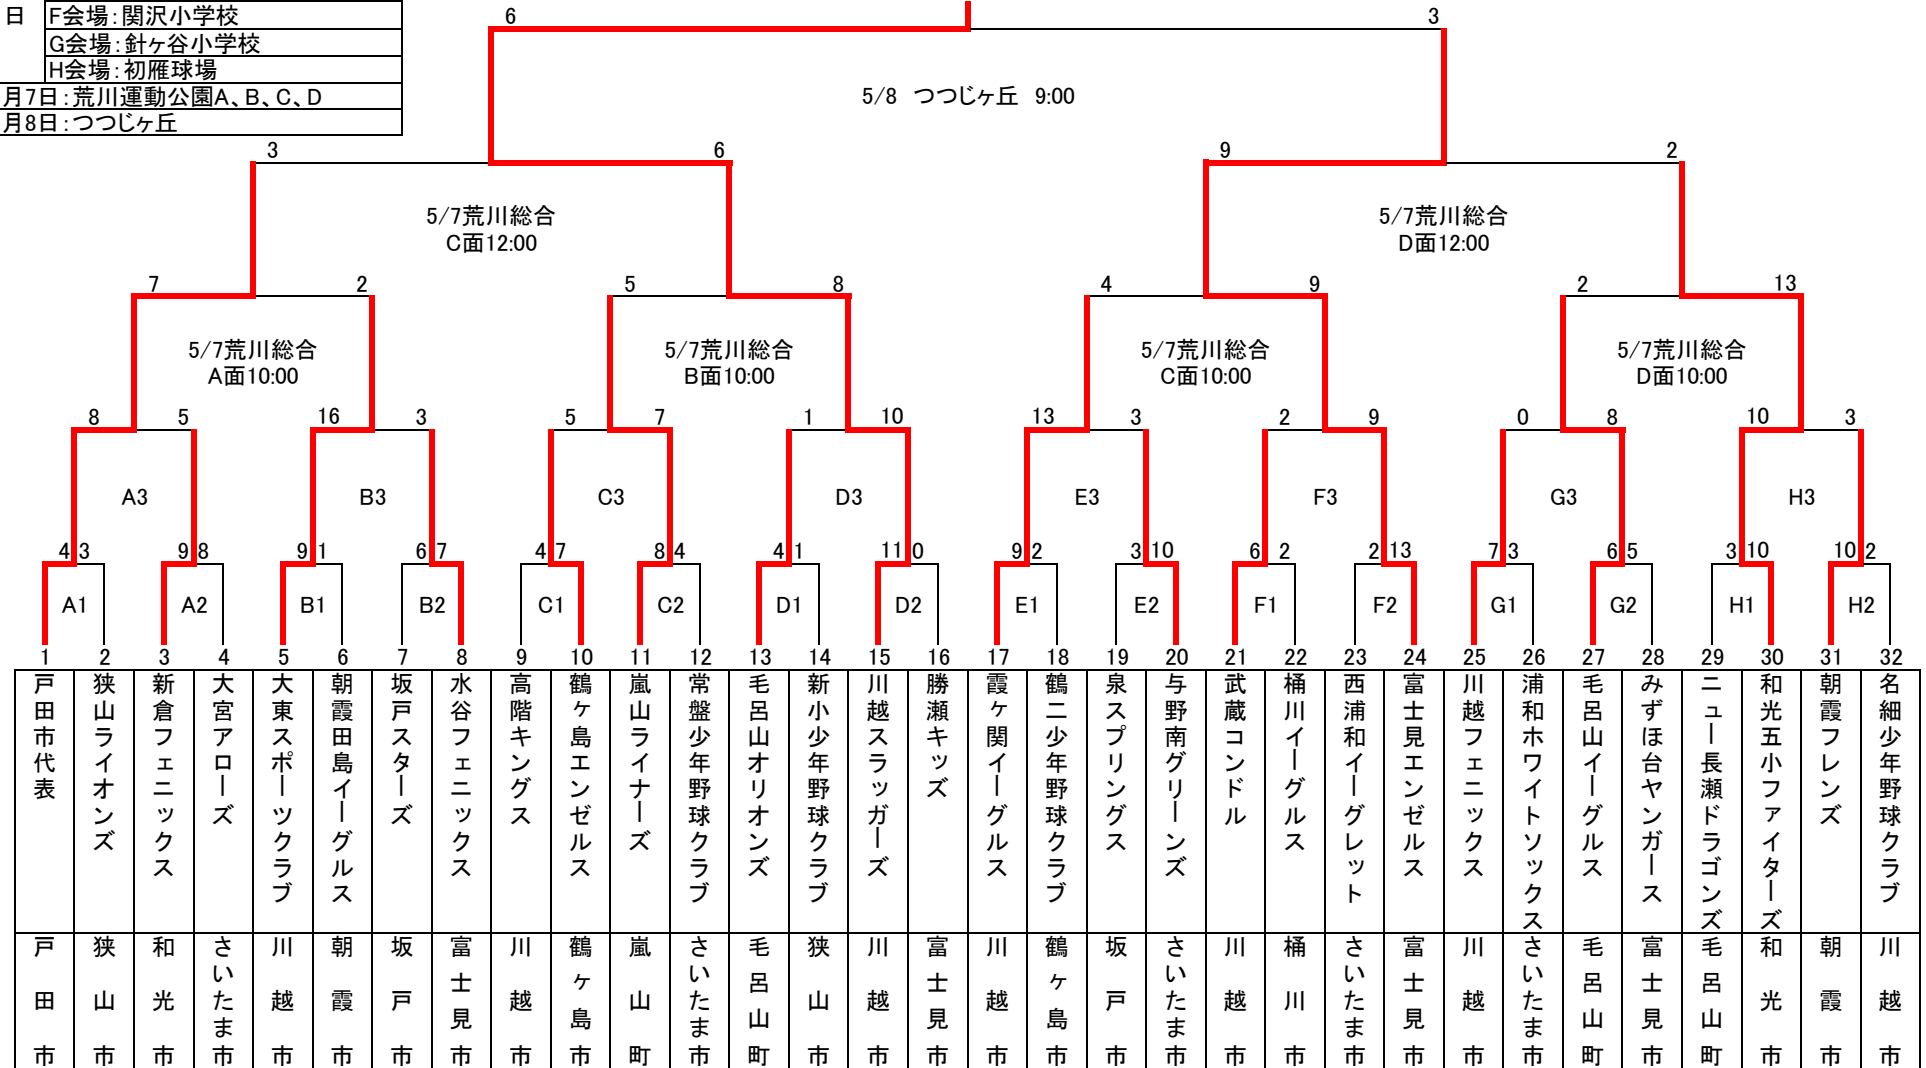 日
F会場：関沢小学校
G会場：針ヶ谷小学校
H会場：初雁球場
月7日：荒川運動公園A、B、C、D
月8日：つつじヶ丘
6 3
5/8 つつじヶ丘 9:00
3 6 9 2
5/7荒川総合
C面12:00
5/7荒川総合
D面12:00
7 2 5 8 4 9 2 13
5/7荒川総合
A面10:00
5/7荒川総合
B面10:00
5/7荒川総合
C面10:00
5/7荒川総合
D面10:00
8 5 16 3 5 7 1 10 13 3 2 9 0 8 10 3
A3 B3 C3 D3 E3 F3 G3 H3
4 3 9 8 9 1 6 7 4 7 8 4 4 1 11 0 9 2 3 10 6 2 2 13 7 3 6 5 3 10 10 2
A1 A2 B1 B2 C1 C2 D1 D2 E1 E2 F1 F2 G1 G2 H1 H2
1 2 3 4 5 6 7 8 9 10 11 12 13 14 15 16 17 18 19 20 21 22 23 24 25 26 27 28 29 30 31 32
戸田市代表
狭山ライオンズ
新倉フェニックス
大宮アローズ
大東スポーツクラブ
朝霞田島イーグルス
坂戸スターズ
水谷フェニックス
高階キングス
鶴ヶ島エンゼルス
嵐山ライナーズ
常盤少年野球クラブ
毛呂山オリオンズ
新小少年野球クラブ
川越スラッガーズ
勝瀬キッズ
霞ヶ関イーグルス
鶴二少年野球クラブ
泉スプリングス
与野南グリーンズ
武蔵コンドル
桶川イーグルス
西浦和イーグレット
富士見エンゼルス
川越フェニックス
浦和ホワイトソックス
毛呂山イーグルス
みずほ台ヤンガース
ニュー長瀬ドラゴンズ
和光五小ファイターズ
朝霞フレンズ
名細少年野球クラブ
戸田市
狭山市
和光市
さいたま市
川越市
朝霞市
坂戸市
富士見市
川越市
鶴ヶ島市
嵐山町
さいたま市
毛呂山町
狭山市
川越市
富士見市
川越市
鶴ヶ島市
坂戸市
さいたま市
川越市
桶川市
さいたま市
富士見市
川越市
さいたま市
毛呂山町
富士見市
毛呂山町
和光市
朝霞市
川越市